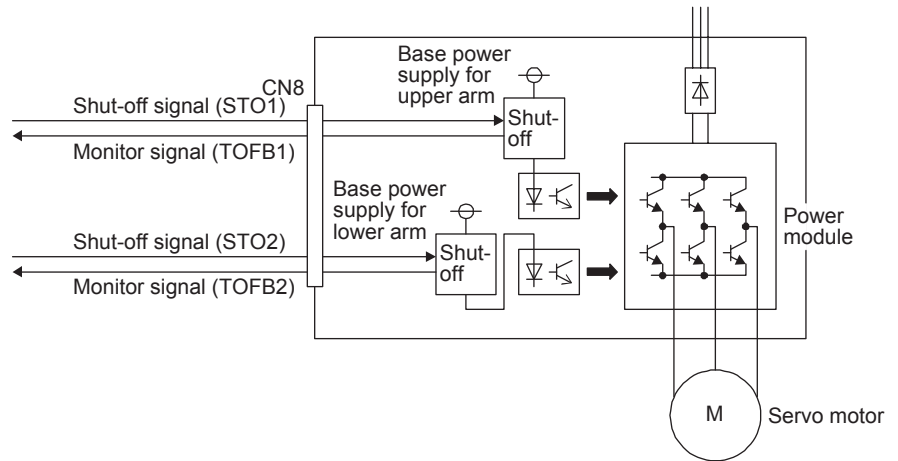 Base power
supply for
upper arm
CN8
Shut-off signal (STO1)
Shut-
off
Monitor signal (TOFB1)
Base power
supply for
lower arm
Power
module
Shut-off signal (STO2)
Shut-
off
Monitor signal (TOFB2)
M
Servo motor